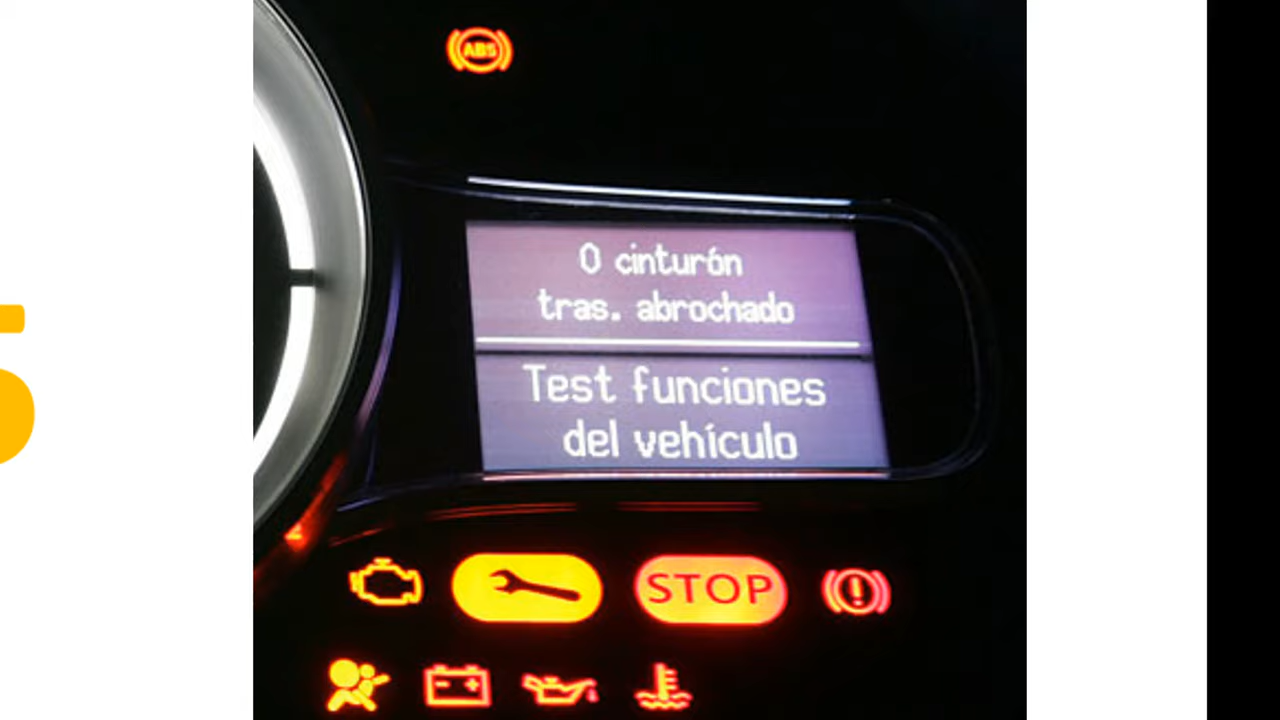 ABS
0 cinturón
tras. abrochado
Test funciones
del vehículo
STOP